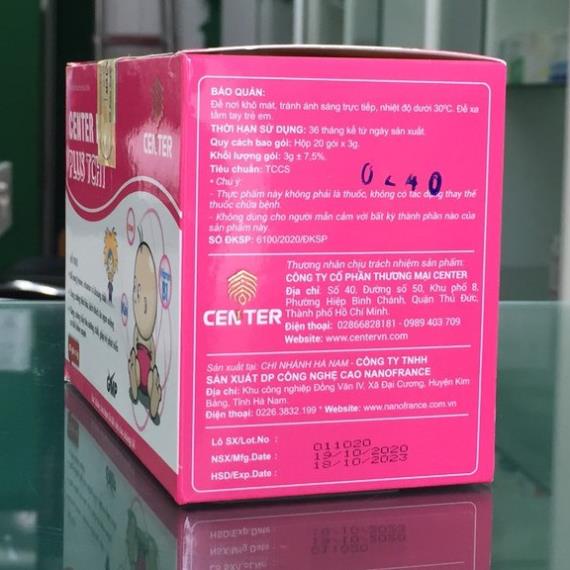 CENTER
PLUS TCHT
CENTER
GMP
BẢO QUẢN:
Để nơi khô mát, tránh ánh sáng trực tiếp, nhiệt độ dưới 30ºC. Để xa
tầm tay trẻ em.
THỜI HẠN SỬ DỤNG: 36 tháng kể từ ngày sản xuất.
Quy cách bao gói: Hộp 20 gói x 3g.
Khối lượng gói: 3g ± 7,5%.
Tiêu chuẩn: TCCS
• Chú ý:
- Thực phẩm này không phải là thuốc, không có tác dụng thay thế
thuốc chữa bệnh.
- Không dùng cho người mẫn cảm với bất kỳ thành phần nào của
sản phẩm này.
SỐ ĐKSP: 6100/2020/ĐKSP
Thương nhân chịu trách nhiệm sản phẩm:
CÔNG TY CỔ PHẦN THƯƠNG MẠI CENTER
Địa chỉ: Số 40, Đường số 50, Khu phố 8,
Phường Hiệp Bình Chánh, Quận Thủ Đức,
Thành phố Hồ Chí Minh.
Điện thoại: 02866828181 - 0989 403 709
Website: www.centervn.com
CENTER
Sản xuất tại: CHI NHÁNH HÀ NAM - CÔNG TY TNHH
SẢN XUẤT DP CÔNG NGHỆ CAO NANOFRANCE
Địa chỉ: Khu công nghiệp Đồng Văn IV, Xã Đại Cương, Huyện Kim
Bảng, Tỉnh Hà Nam.
Điện thoại: 0226.3832.199 * Website: www.nanofrance.com.vn
Lô SX/Lot.No : 011020
NSX/Mfg.Date : 19/10/2020
HSD/Exp.Date : 18/10/2023